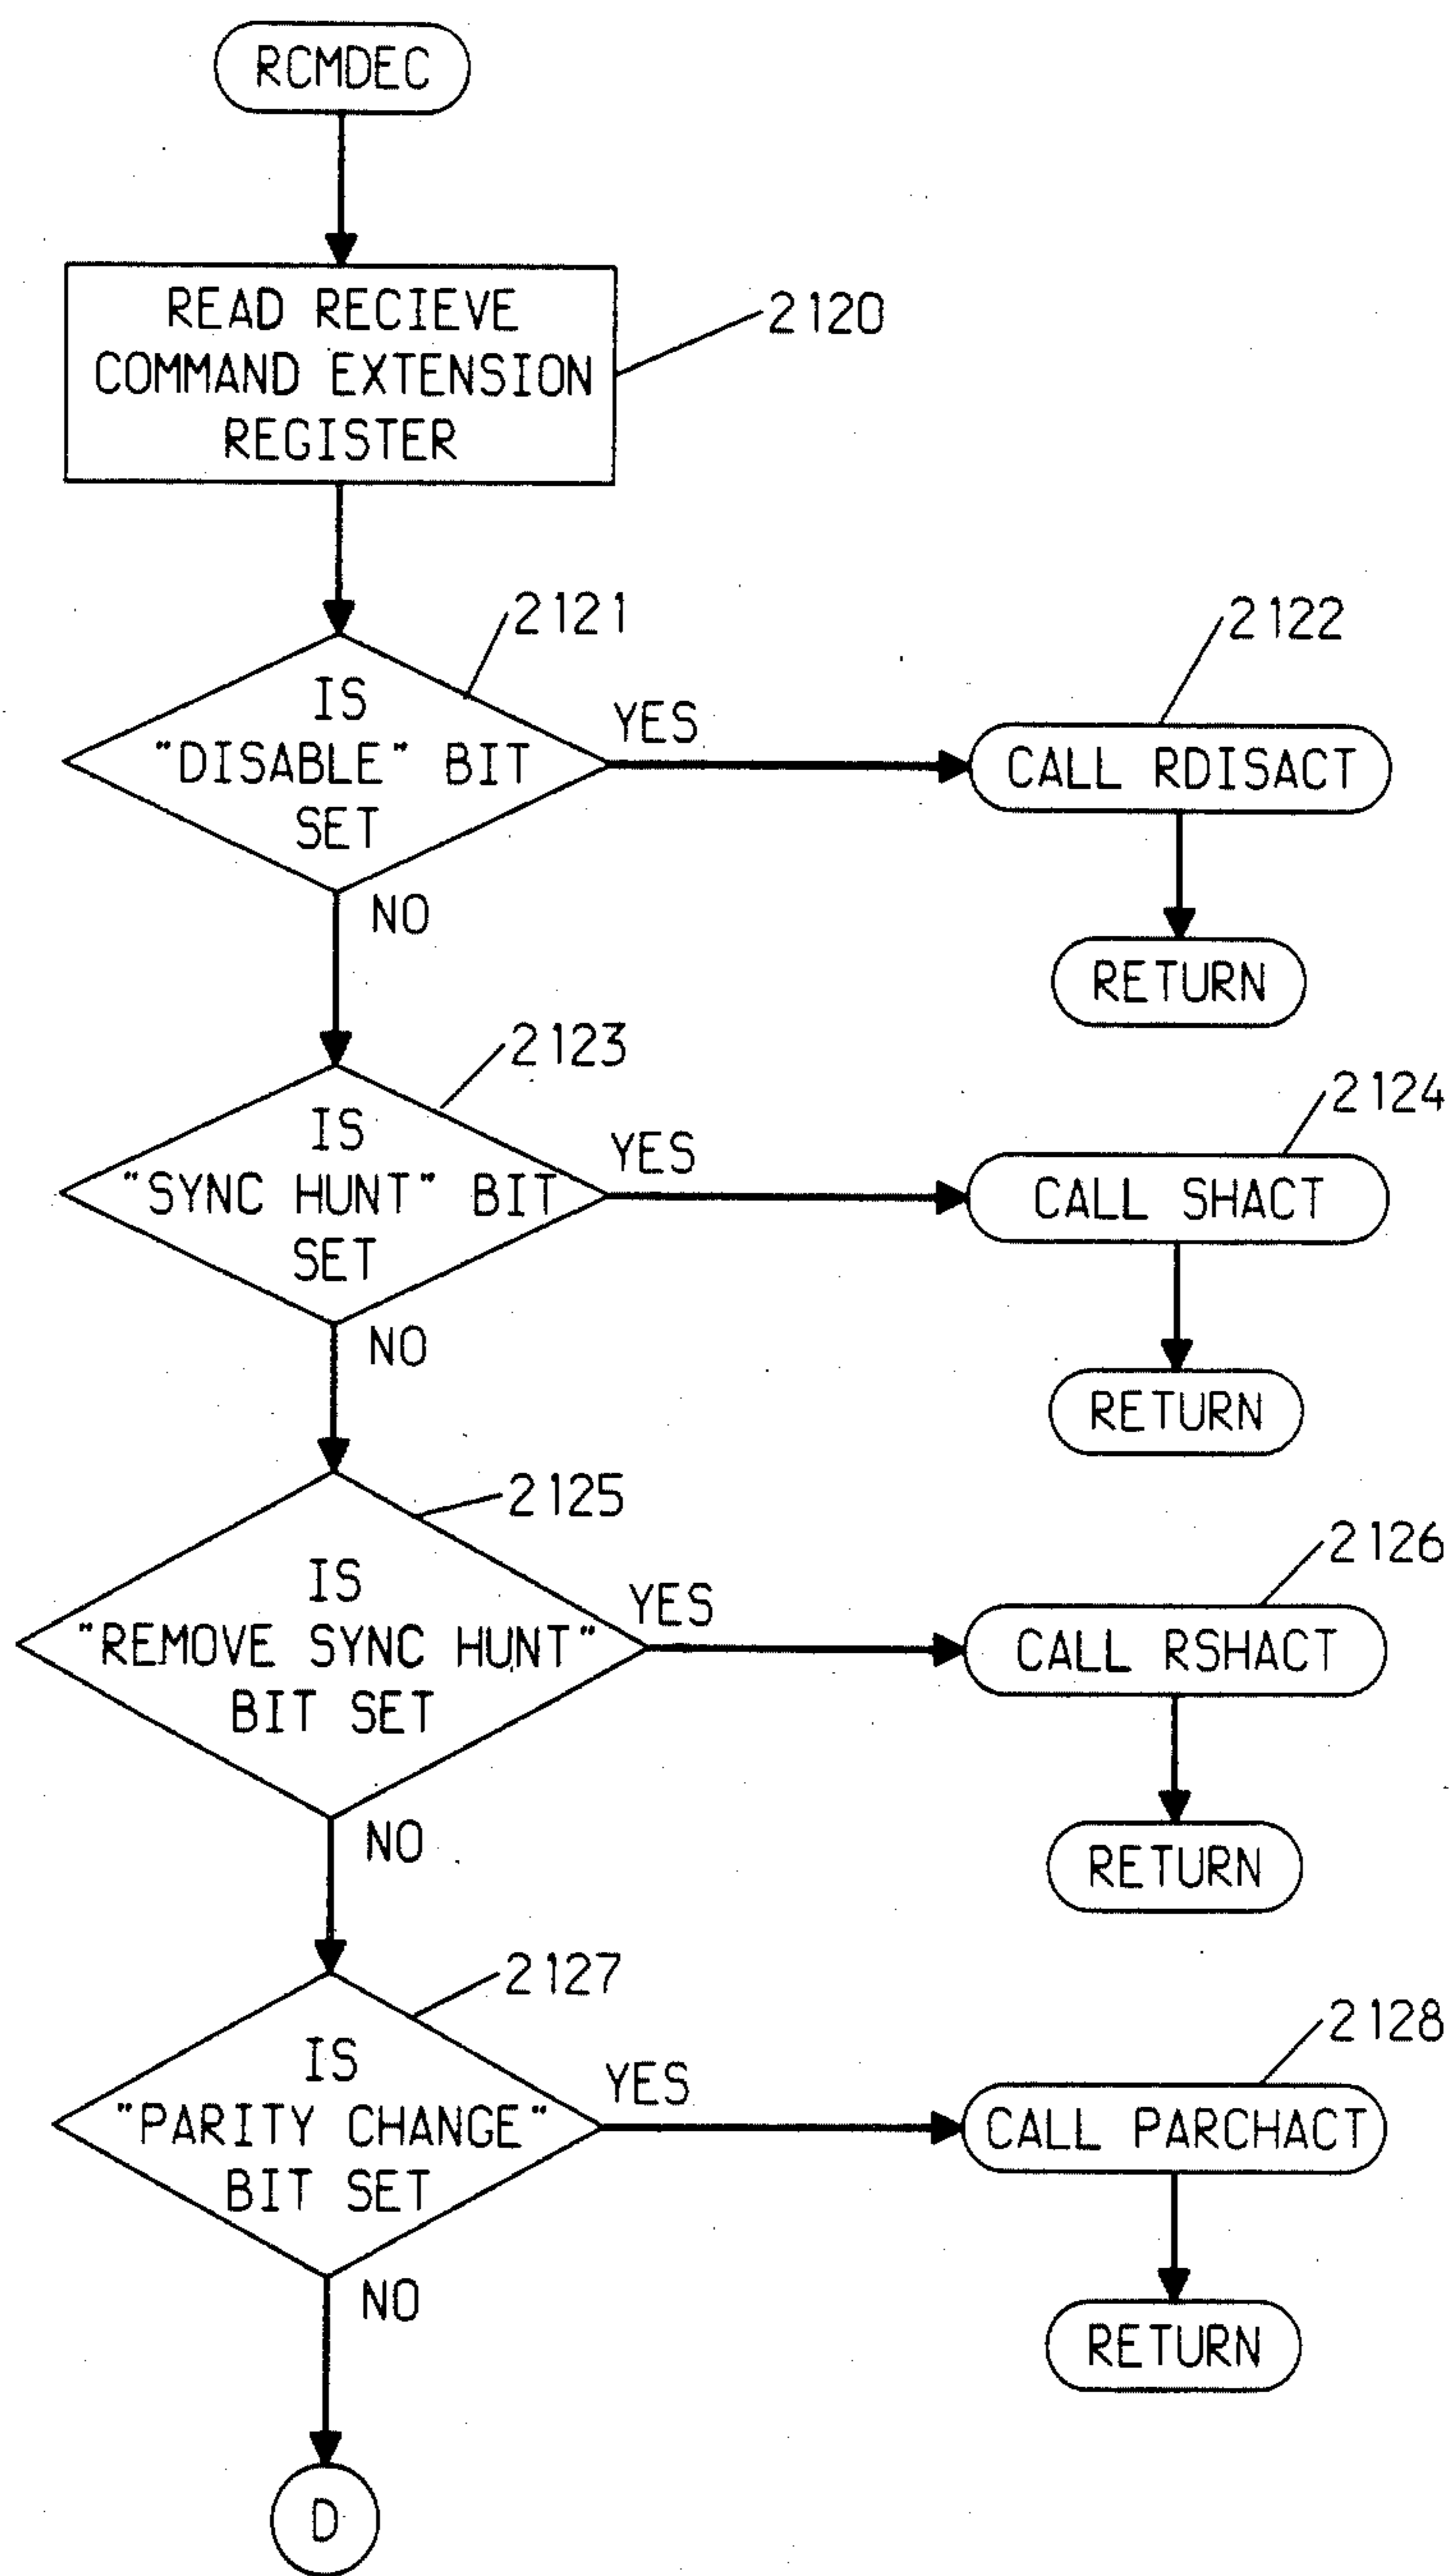 RCMDEC
READ RECIEVE
COMMAND EXTENSION
REGISTER
2120
IS
"DISABLE" BIT
SET
2121
YES
NO
2122
CALL RDISACT
RETURN
IS
"SYNC HUNT" BIT
SET
2123
YES
NO
2124
CALL SHACT
RETURN
IS
"REMOVE SYNC HUNT"
BIT SET
2125
YES
NO
2126
CALL RSHACT
RETURN
IS
"PARITY CHANGE"
BIT SET
2127
YES
NO
2128
CALL PARCHACT
RETURN
D